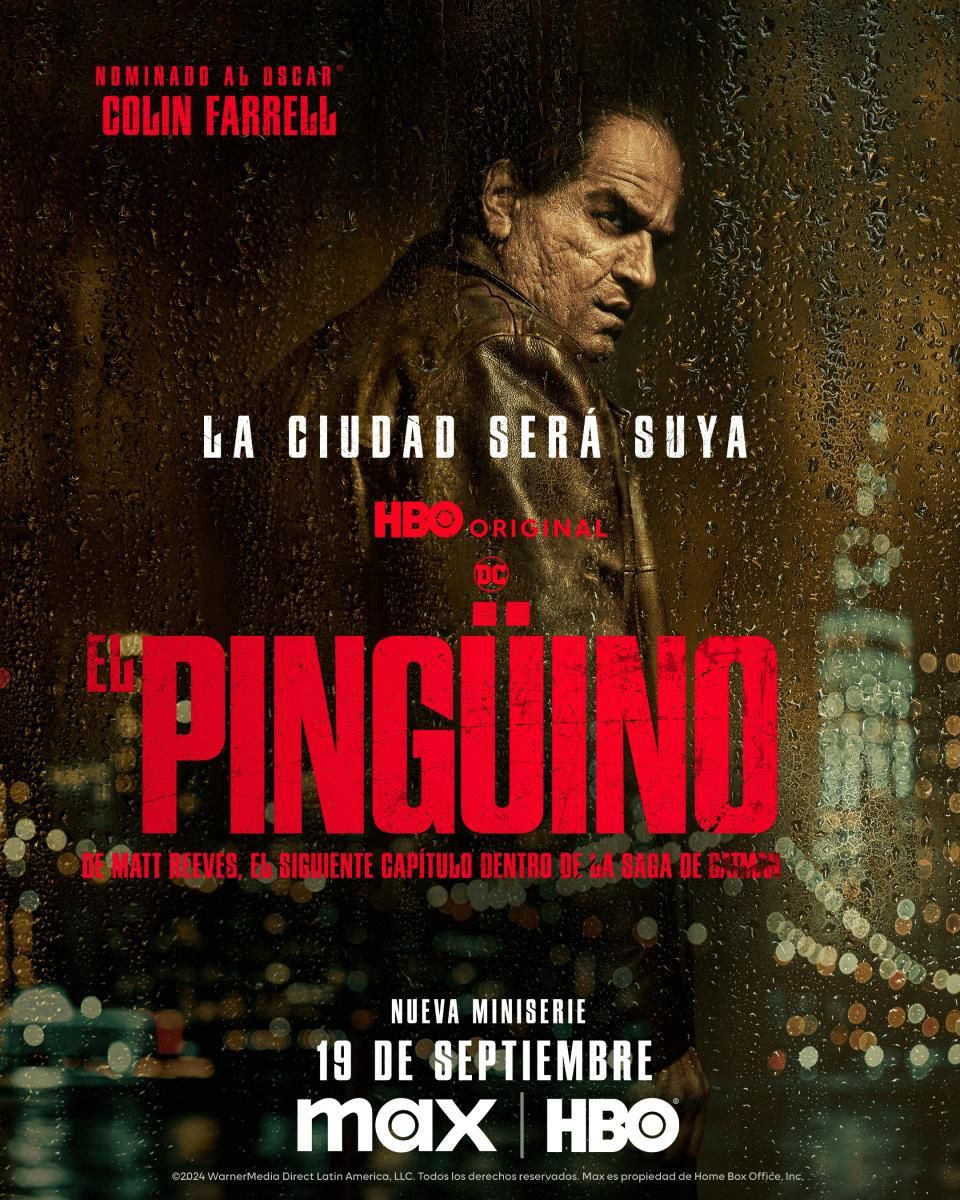 NOMINADO AL OSCAR®
COLIN FARRELL
LA CIUDAD SERÁ SUYA
HBO ORIGINAL
DC
EL PINGÜINO
DE MATT REEVES, EL SIGUIENTE CAPÍTULO DENTRO DE LA SAGA DE BATMAN
NUEVA MINISERIE
19 DE SEPTIEMBRE
max | HBO®
©2024 WarnerMedia Direct Latin America, LLC. Todos los derechos reservados. Max es propiedad de Home Box Office, Inc.